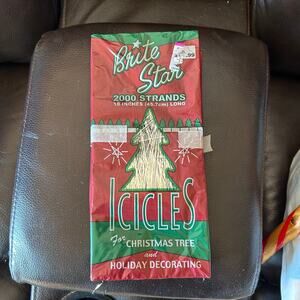 Brite
Star
2000 STRANDS
18 INCHES (45.7cm) LONG
ICICLES
For CHRISTMAS TREE
and
HOLIDAY DECORATING